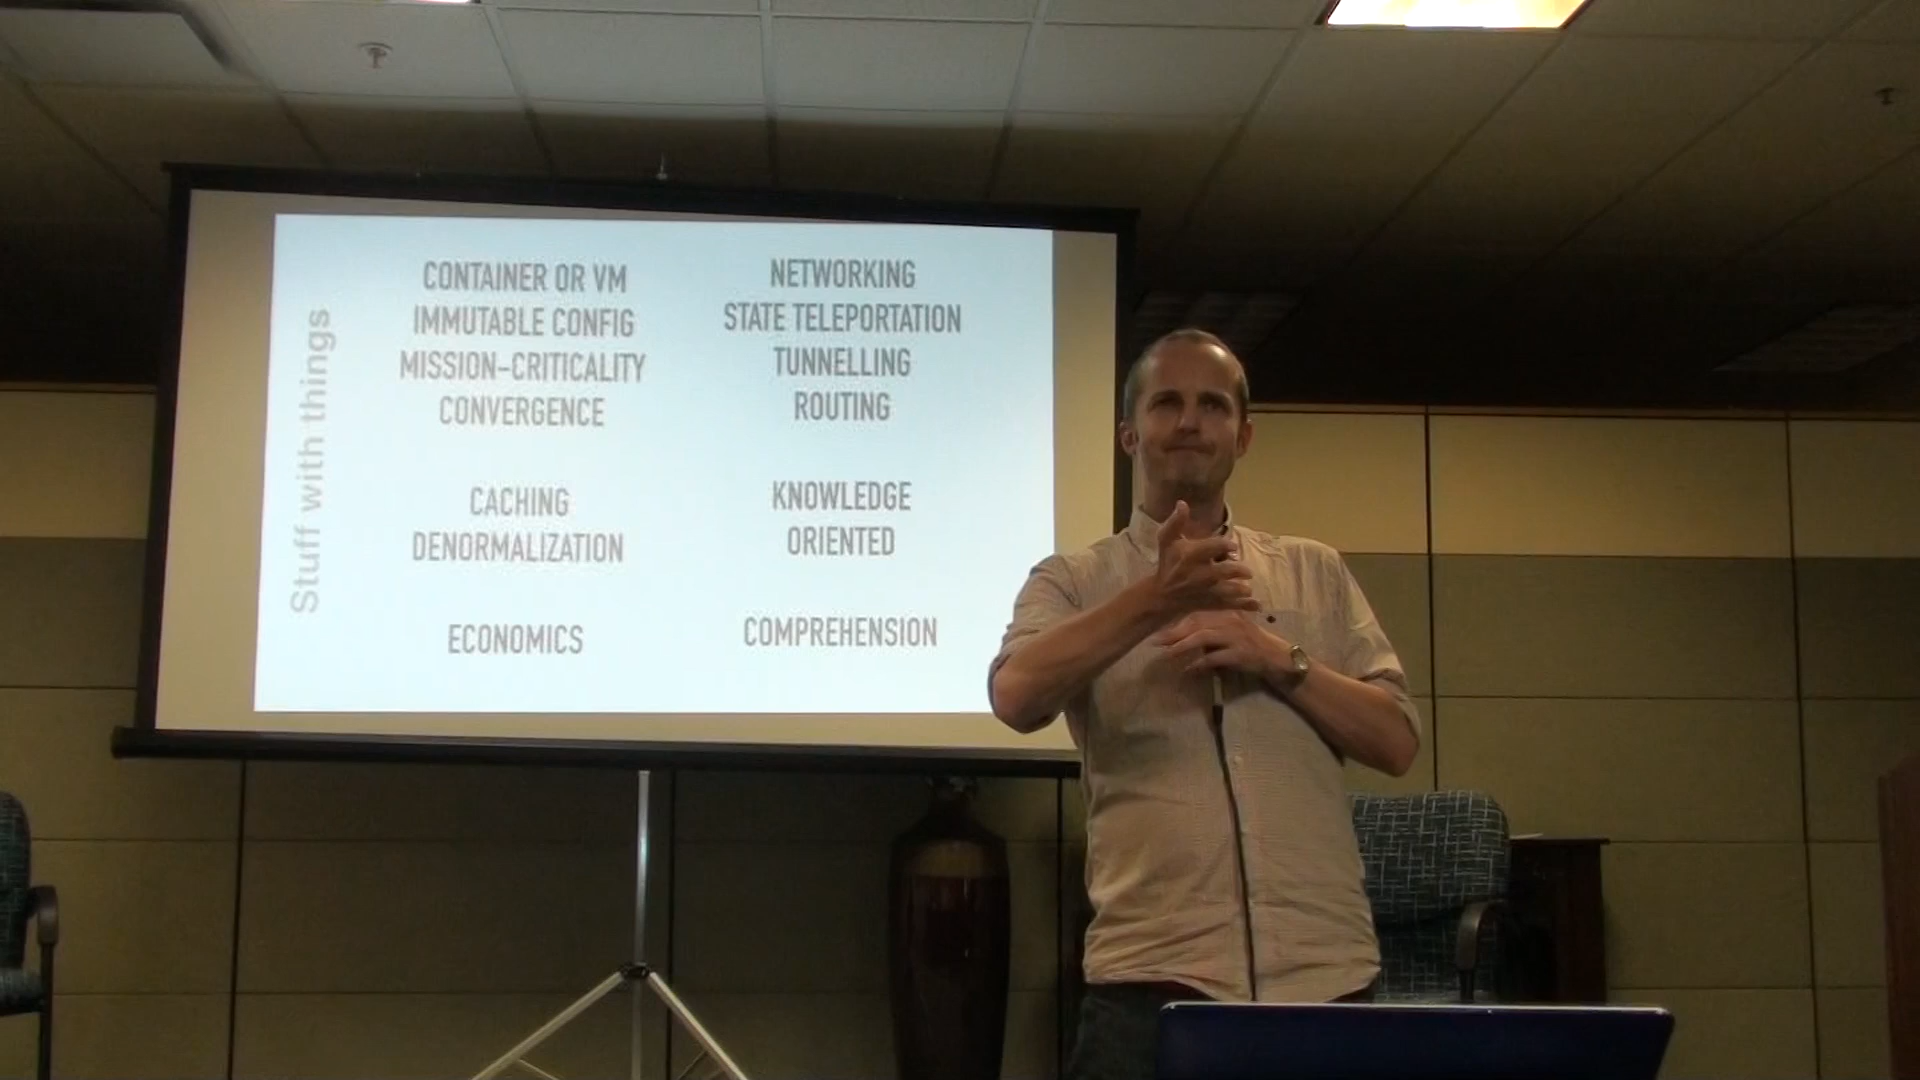 Stuff with things
CONTAINER OR VM
IMMUTABLE CONFIG
MISSION-CRITICALITY
CONVERGENCE
CACHING
DENORMALIZATION
ECONOMICS
NETWORKING
STATE TELEPORTATION
TUNNELLING
ROUTING
KNOWLEDGE
ORIENTED
COMPREHENSION